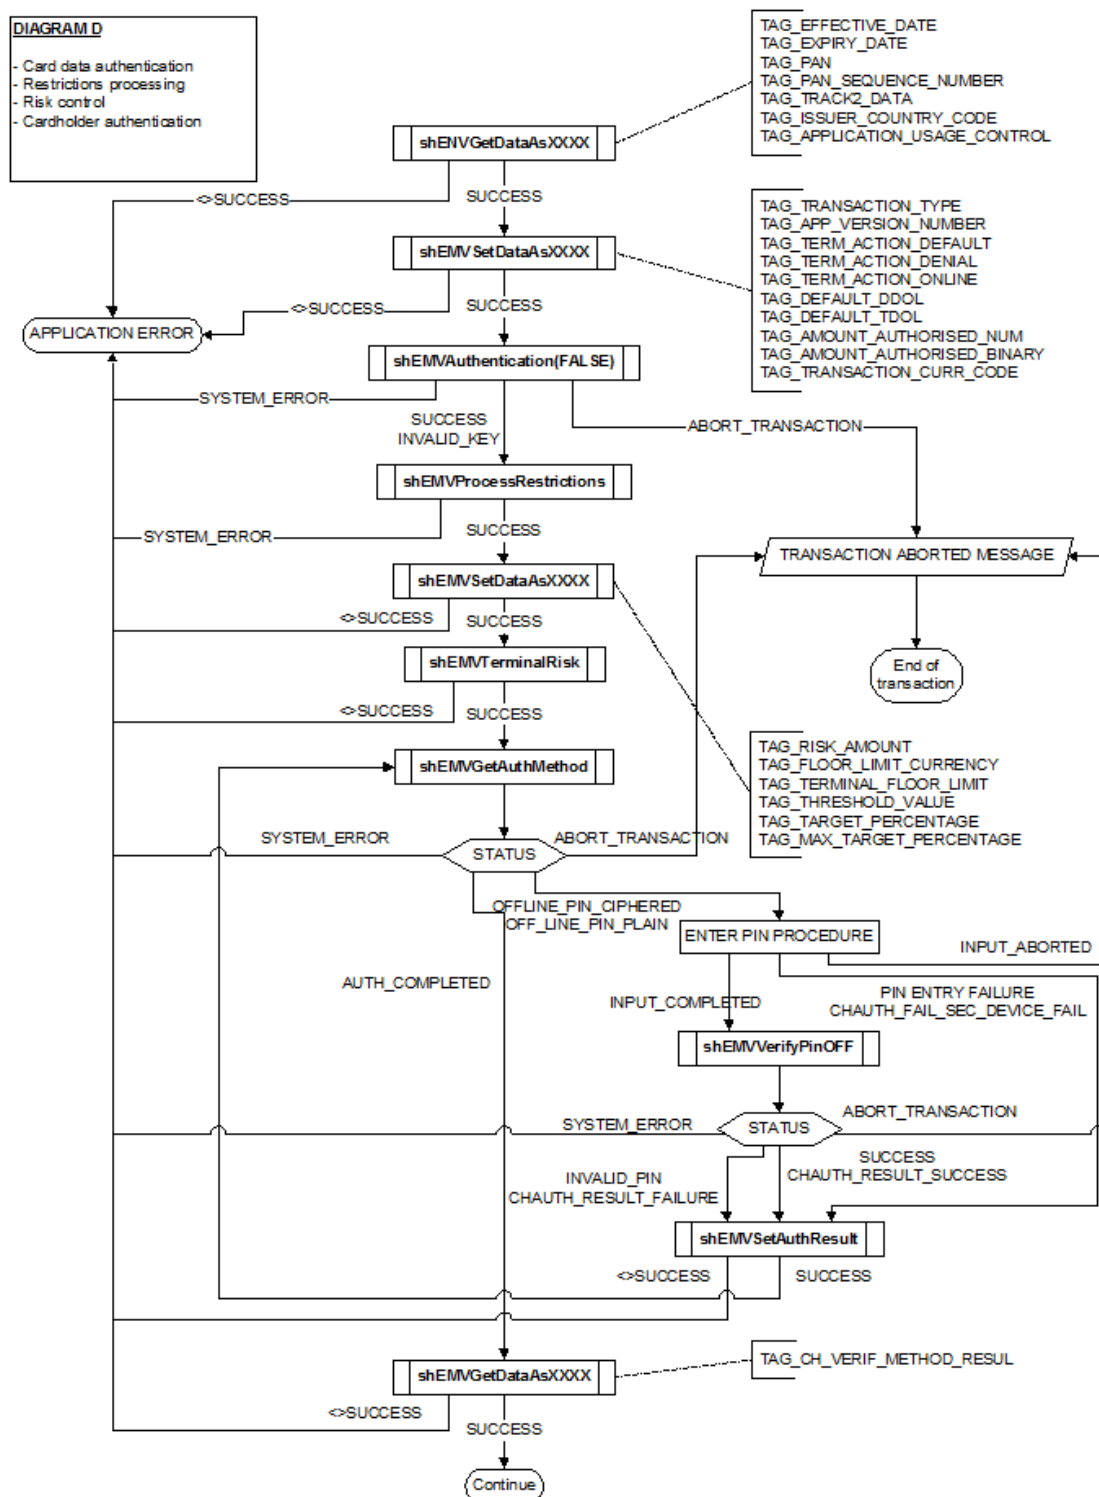 DIAGRAM D
- Card data authentication
- Restrictions processing
- Risk control
- Cardholder authentication
TAG_EFFECTIVE_DATE
TAG_EXPIRY_DATE
TAG_PAN
TAG_PAN_SEQUENCE_NUMBER
TAG_TRACK2_DATA
TAG_ISSUER_COUNTRY_CODE
TAG_APPLICATION_USAGE_CONTROL
shENVGetDataAsXXXX
<>SUCCESS
SUCCESS
TAG_TRANSACTION_TYPE
TAG_APP_VERSION_NUMBER
TAG_TERM_ACTION_DEFAULT
TAG_TERM_ACTION_DENIAL
TAG_TERM_ACTION_ONLINE
TAG_DEFAULT_DDOL
TAG_DEFAULT_TDOL
TAG_AMOUNT_AUTHORISED_NUM
TAG_AMOUNT_AUTHORISED_BINARY
TAG_TRANSACTION_CURR_CODE
shEMVSetDataAsXXXX
<>SUCCESS
SUCCESS
APPLICATION ERROR
shEMVAuthentication(FALSE)
SYSTEM_ERROR
SUCCESS
INVALID_KEY
ABORT_TRANSACTION
shEMVProcessRestrictions
SYSTEM_ERROR
SUCCESS
TRANSACTION ABORTED MESSAGE
shEMVSetDataAsXXXX
<>SUCCESS
SUCCESS
shEMVTerminalRisk
End of
transaction
<>SUCCESS
SUCCESS
shEMVGetAuthMethod
TAG_RISK_AMOUNT
TAG_FLOOR_LIMIT_CURRENCY
TAG_TERMINAL_FLOOR_LIMIT
TAG_THRESHOLD_VALUE
TAG_TARGET_PERCENTAGE
TAG_MAX_TARGET_PERCENTAGE
SYSTEM_ERROR
ABORT_TRANSACTION
STATUS
OFFLINE_PIN_CIPHERED
OFF_LINE_PIN_PLAIN
ENTER PIN PROCEDURE
INPUT_ABORTED
AUTH_COMPLETED
INPUT_COMPLETED
PIN ENTRY FAILURE
CHAUTH_FAIL_SEC_DEVICE_FAIL
shEMVVerifyPinOFF
SYSTEM_ERROR
STATUS
ABORT_TRANSACTION
INVALID_PIN
CHAUTH_RESULT_FAILURE
SUCCESS
CHAUTH_RESULT_SUCCESS
shEMVSetAuthResult
<>SUCCESS
SUCCESS
shEMVGetDataAsXXXX
TAG_CH_VERIF_METHOD_RESUL
<>SUCCESS
SUCCESS
Continue